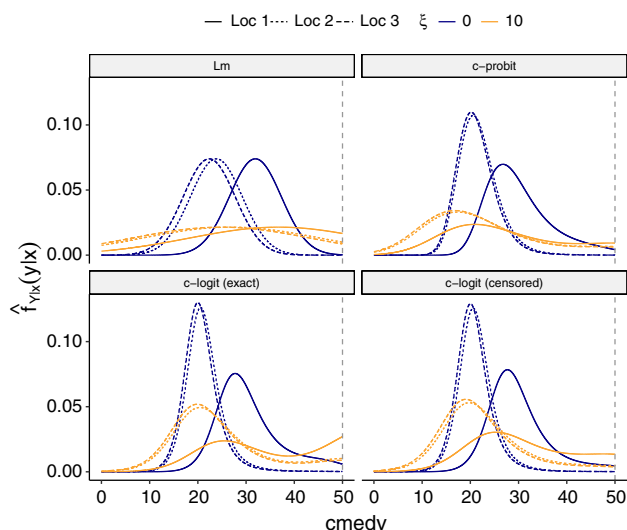 Loc 1 Loc 2 Loc 3 ξ 0 10
Lm c−probit
0.10
0.05
0.00
f̂Y|x(y|x)
c−logit (exact) c−logit (censored)
0.10
0.05
0.00
0 10 20 30 40 50 0 10 20 30 40 50
cmedv